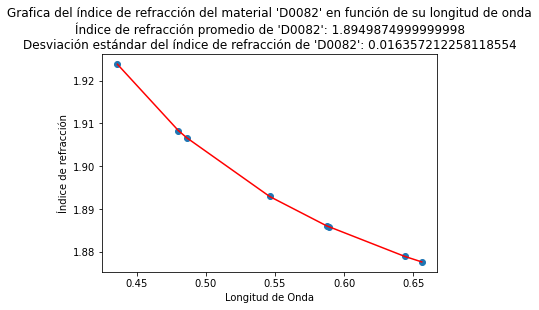 Grafica del índice de refracción del material 'D0082' en función de su longitud de onda
Índice de refracción promedio de 'D0082': 1.8949874999999998
Desviación estándar del índice de refracción de 'D0082': 0.016357212258118554
1.92
1.91
1.90
1.89
1.88
Índice de refracción
0.45
0.50
0.55
0.60
0.65
Longitud de Onda